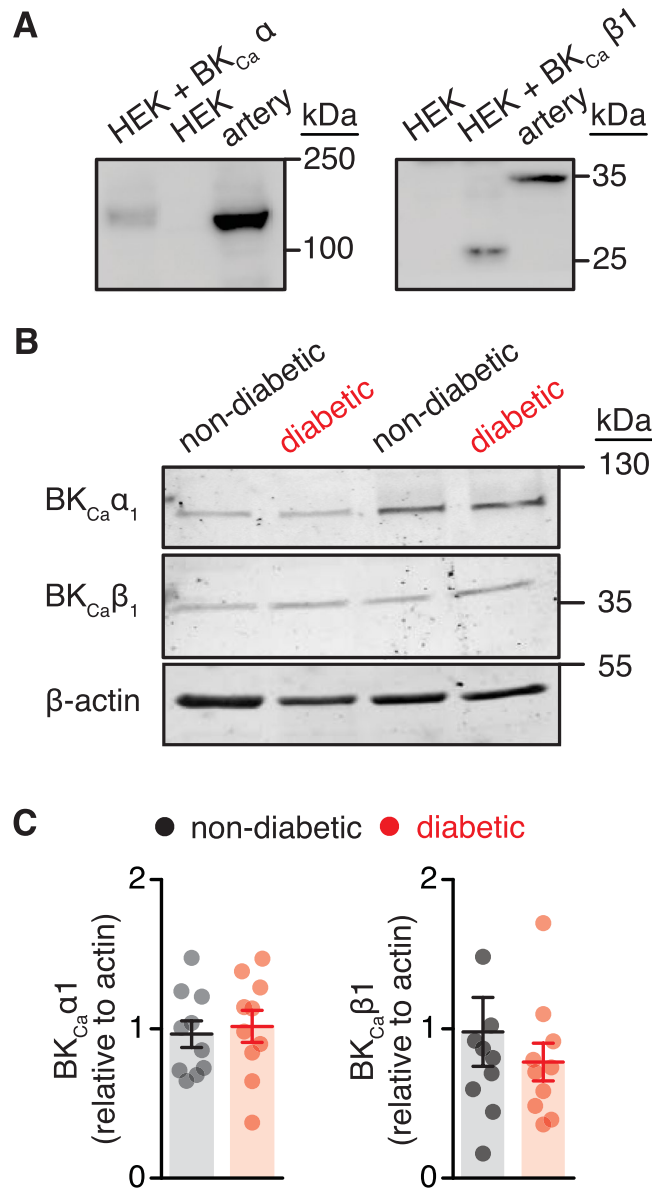 A
HEK + BKCa α
HEK
artery
kDa
250
100
HEK
HEK + BKCa β1
artery
kDa
35
25
B
non-diabetic
diabetic
non-diabetic
diabetic
kDa
130
BKCaα1
BKCaβ1
35
55
β-actin
C
non-diabetic
diabetic
BKCaα1
(relative to actin)
2
1
0
BKCaβ1
(relative to actin)
2
1
0